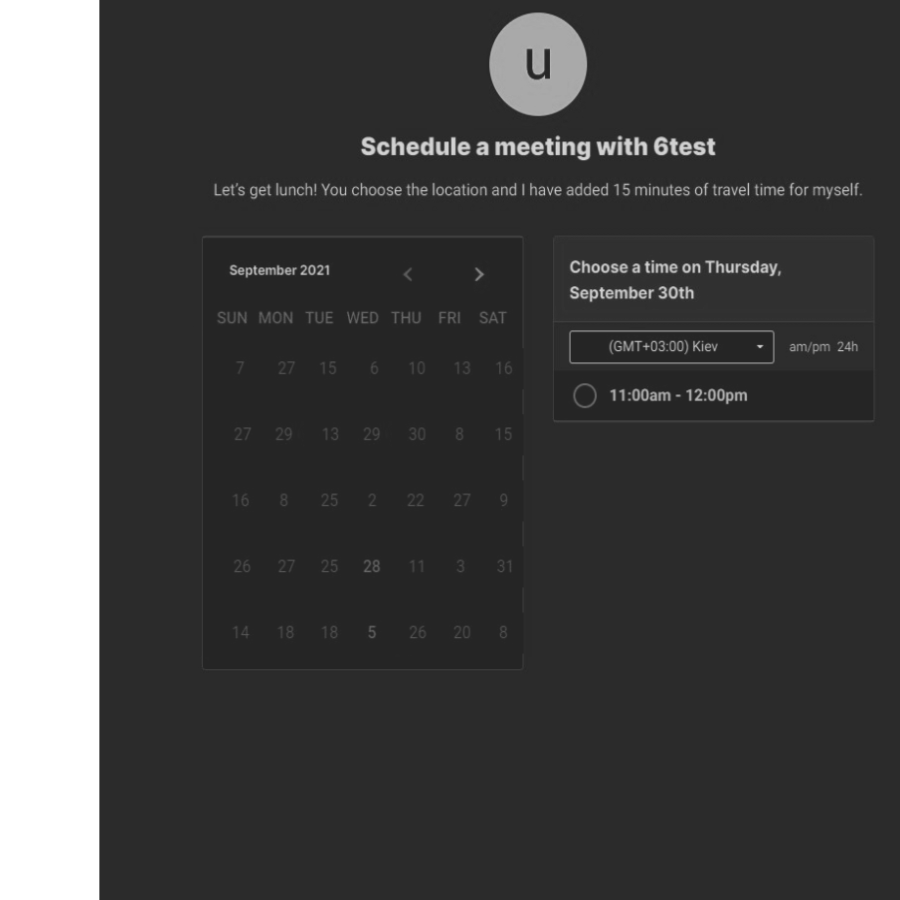 u
Schedule a meeting with 6test
Let's get lunch! You choose the location and I have added 15 minutes of travel time for myself.
September 2021
SUN MON TUE WED THU FRI SAT
7 27 15 6 10 13 16
27 29 13 29 30 8 15
16 8 25 2 22 27 9
26 27 25 28 11 3 31
14 18 18 5 26 20 8
Choose a time on Thursday,
September 30th
(GMT+03:00) Kiev am/pm 24h
11:00am - 12:00pm